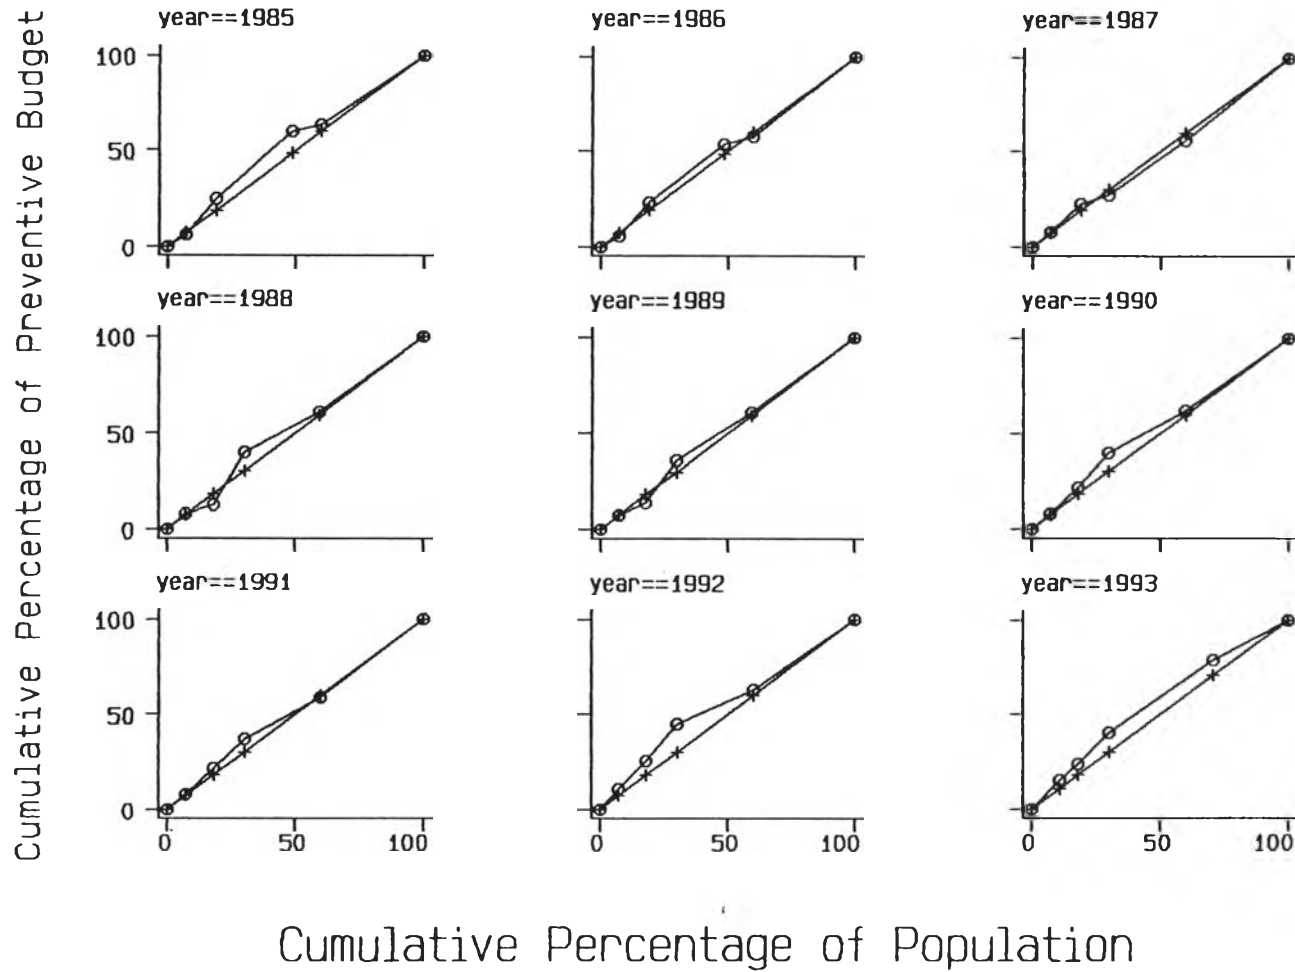 Cumulative Percentage of Preventive Budget
year==1985
year==1986
year==1987
100
50
0
year==1988
year==1989
year==1990
100
50
0
year==1991
year==1992
year==1993
100
50
0
0 50 100
0 50 100
0 50 100
Cumulative Percentage of Population